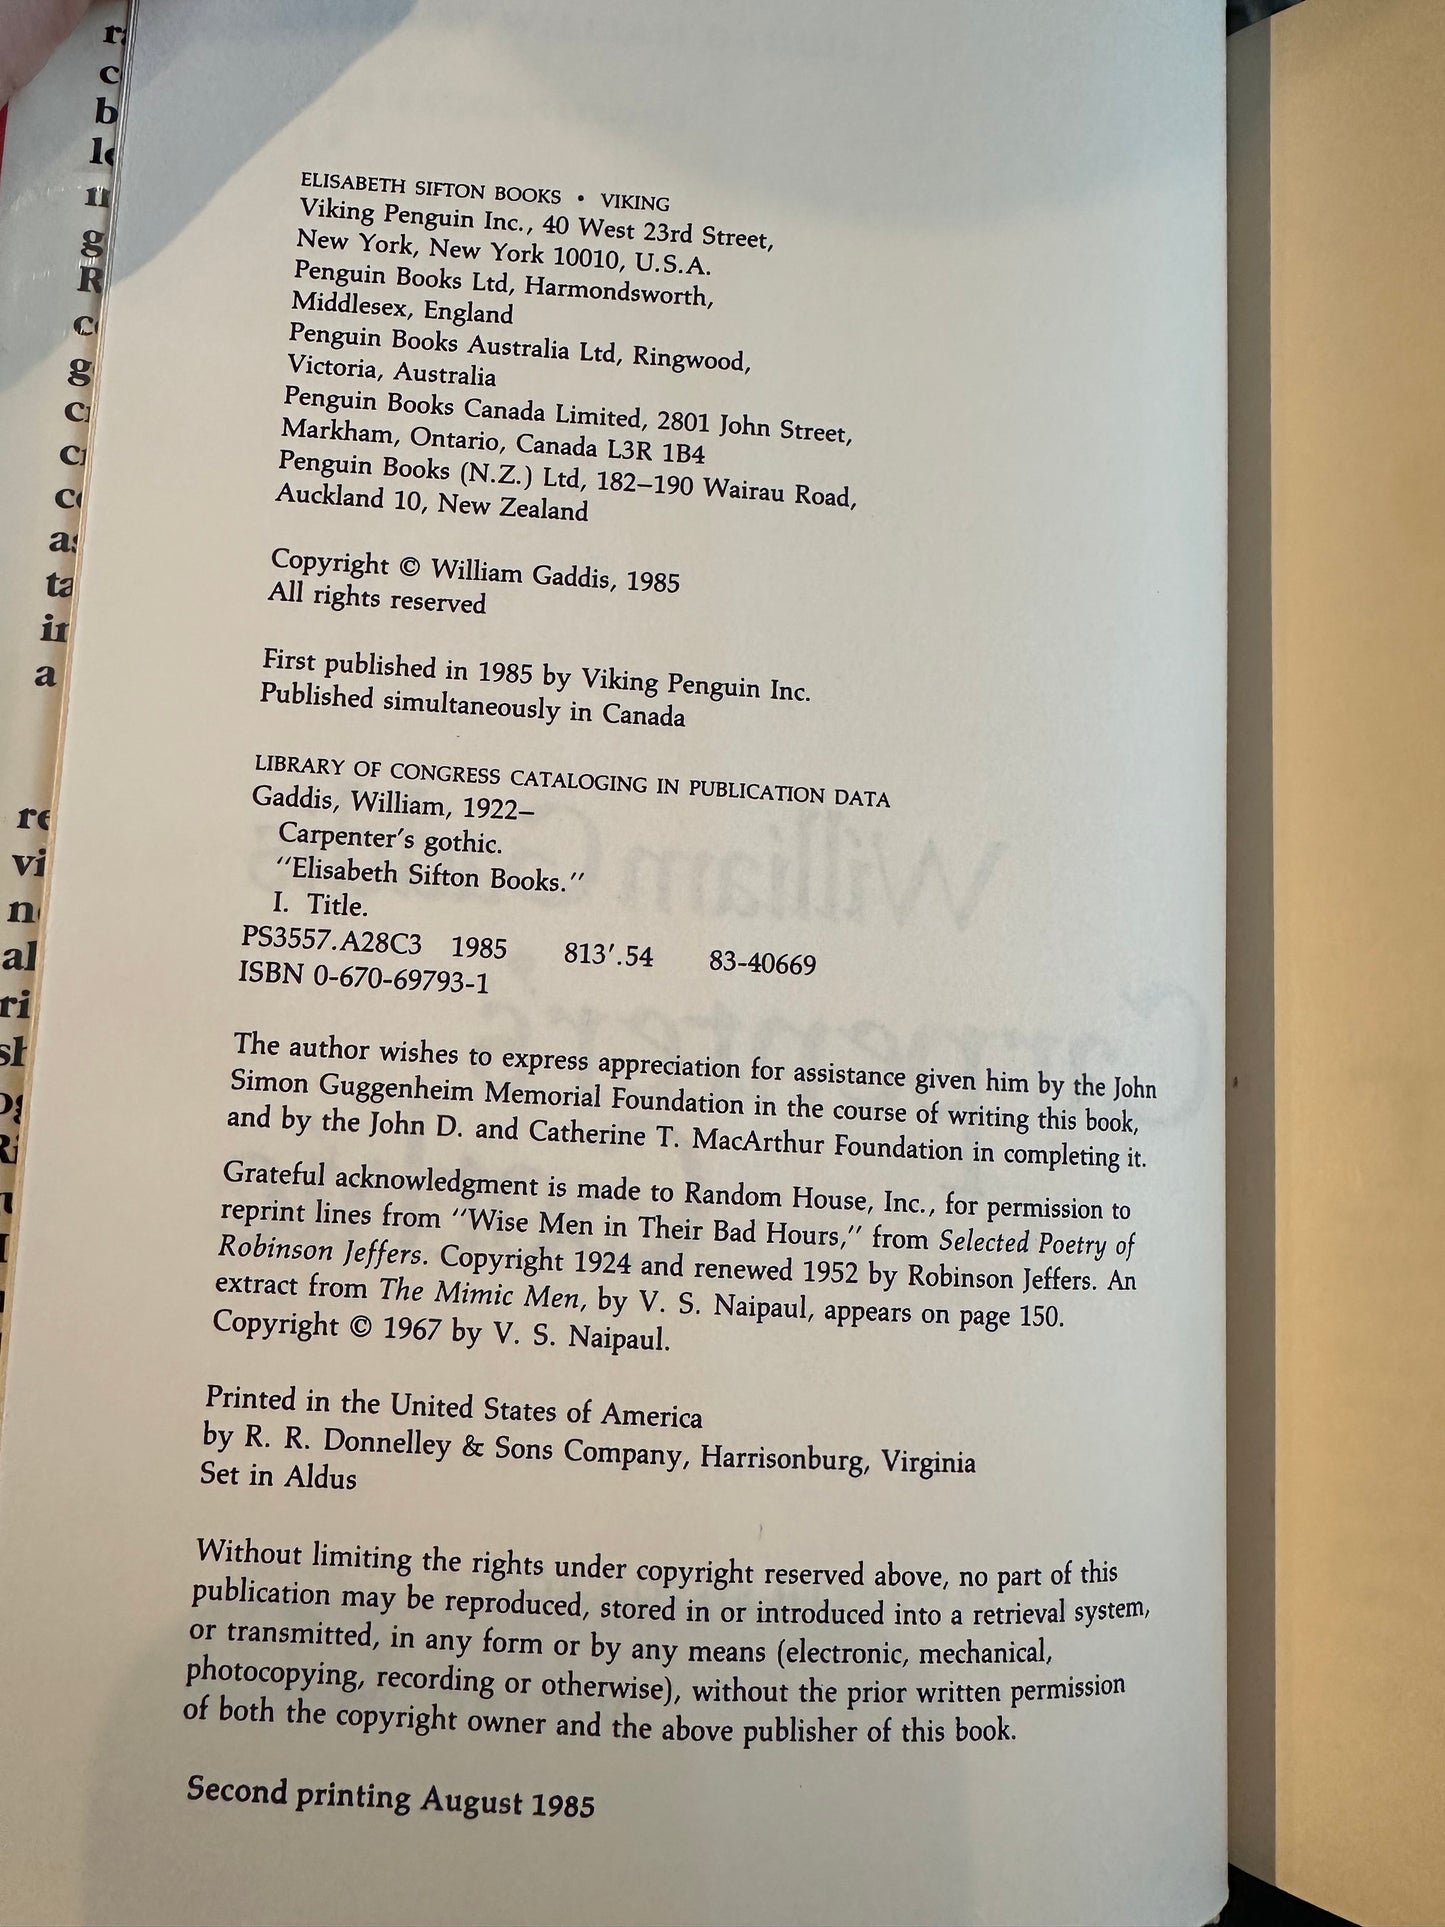 ELISABETH SIFTON BOOKS • VIKING
Viking Penguin Inc., 40 West 23rd Street,
New York, New York 10010, U.S.A.
Penguin Books Ltd, Harmondsworth,
Middlesex, England
Penguin Books Australia Ltd, Ringwood,
Victoria, Australia
Penguin Books Canada Limited, 2801 John Street,
Markham, Ontario, Canada L3R 1B4
Penguin Books (N.Z.) Ltd, 182–190 Wairau Road,
Auckland 10, New Zealand
Copyright © William Gaddis, 1985
All rights reserved
First published in 1985 by Viking Penguin Inc.
Published simultaneously in Canada
LIBRARY OF CONGRESS CATALOGING IN PUBLICATION DATA
Gaddis, William, 1922–
Carpenter's gothic.
"Elisabeth Sifton Books."
I. Title.
PS3557.A28C3 1985 813'.54 83-40669
ISBN 0-670-69793-1
The author wishes to express appreciation for assistance given him by the John
Simon Guggenheim Memorial Foundation in the course of writing this book,
and by the John D. and Catherine T. MacArthur Foundation in completing it.
Grateful acknowledgment is made to Random House, Inc., for permission to
reprint lines from "Wise Men in Their Bad Hours," from Selected Poetry of
Robinson Jeffers. Copyright 1924 and renewed 1952 by Robinson Jeffers. An
extract from The Mimic Men, by V. S. Naipaul, appears on page 150.
Copyright © 1967 by V. S. Naipaul.
Printed in the United States of America
by R. R. Donnelley & Sons Company, Harrisonburg, Virginia
Set in Aldus
Without limiting the rights under copyright reserved above, no part of this
publication may be reproduced, stored in or introduced into a retrieval system,
or transmitted, in any form or by any means (electronic, mechanical,
photocopying, recording or otherwise), without the prior written permission
of both the copyright owner and the above publisher of this book.
Second printing August 1985